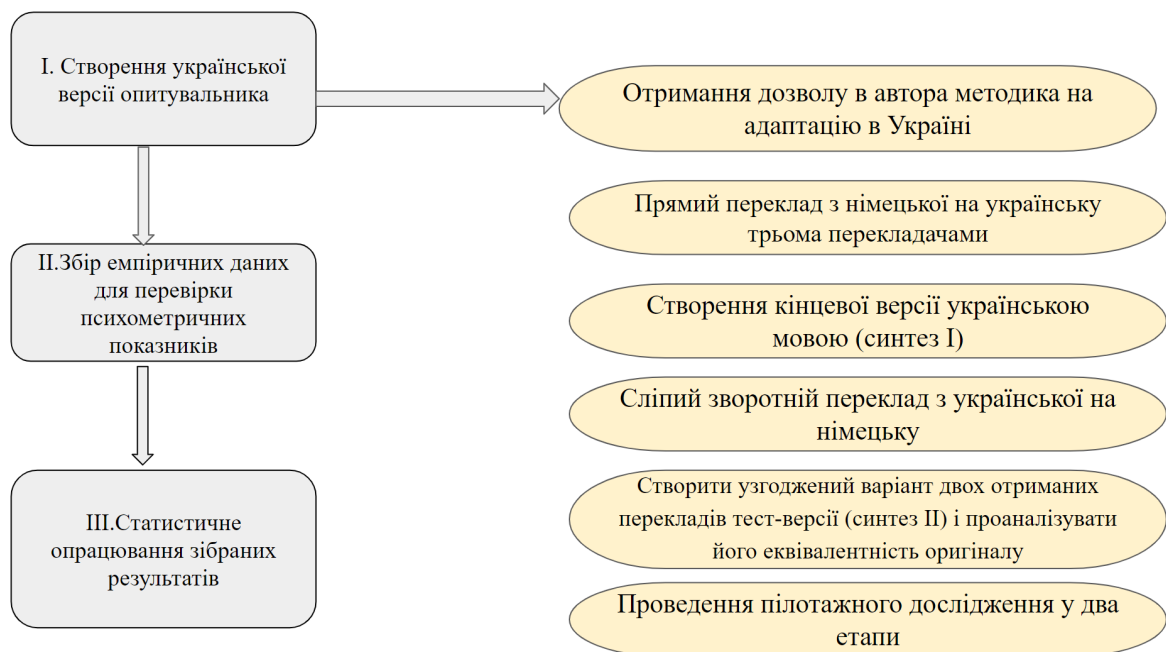 І. Створення української
версії опитувальника
Отримання дозволу в автора методика на
адаптацію в Україні
Прямий переклад з німецької на українську
трьома перекладачами
ІІ.Збір емпіричних даних
для перевірки
психометричних
показників
Створення кінцевої версії українською
мовою (синтез І)
Сліпий зворотній переклад з української на
німецьку
ІІІ.Статистичне
опрацювання зібраних
результатів
Створити узгоджений варіант двох отриманих
перекладів тест-версії (синтез ІІ) і проаналізувати
його еквівалентність оригіналу
Проведення пілотажного дослідження у два
етапи